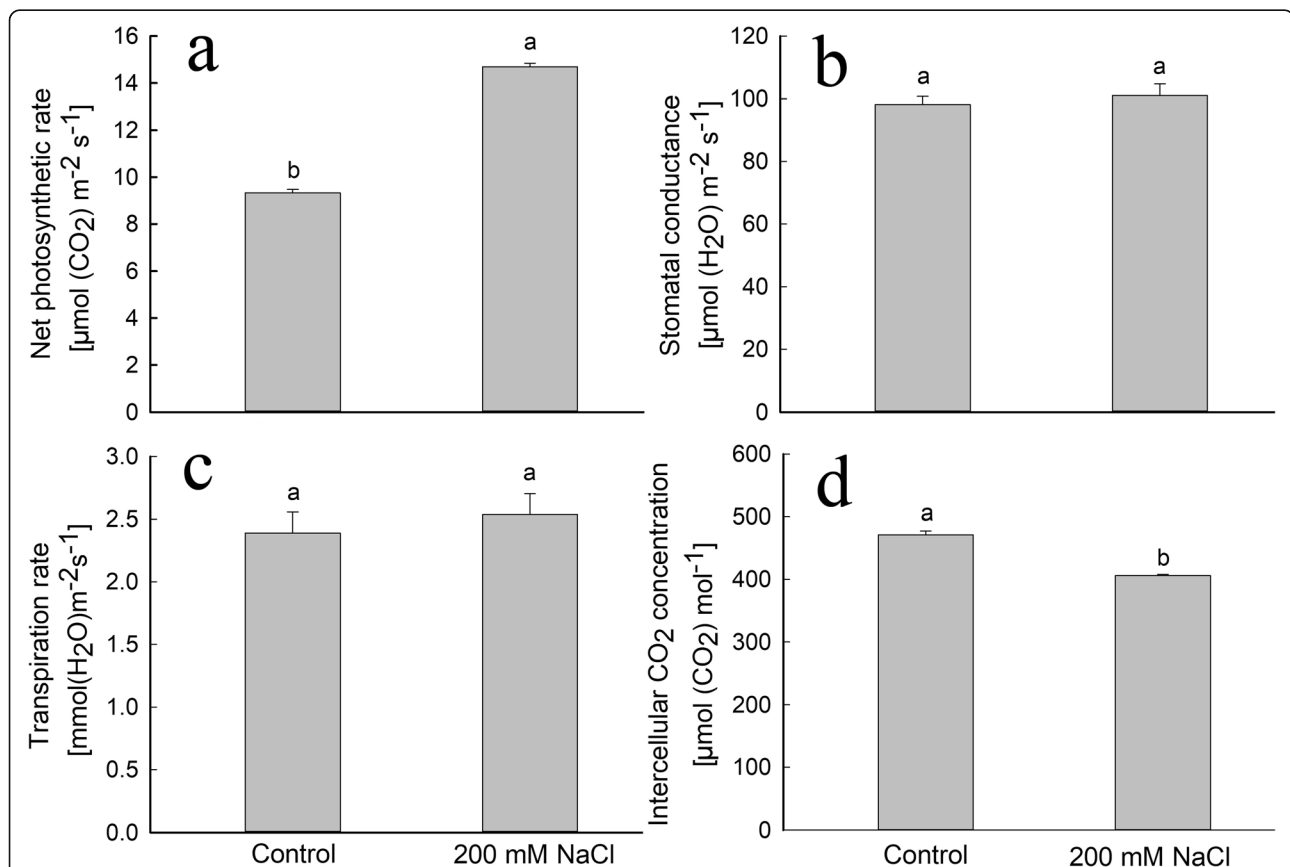 a
Net photosynthetic rate
[µmol (CO₂) m⁻² s⁻¹]
16
14
12
10
8
6
4
2
0
b
a
b
Stomatal conductance
[µmol (H₂O) m⁻² s⁻¹]
120
100
80
60
40
20
0
a
a
c
Transpiration rate
[mmol(H₂O)m⁻²s⁻¹]
3.0
2.5
2.0
1.5
1.0
0.5
0.0
a
a
Control
200 mM NaCl
d
Intercellular CO₂ concentration
[µmol (CO₂) mol⁻¹]
600
500
400
300
200
100
0
a
b
Control
200 mM NaCl